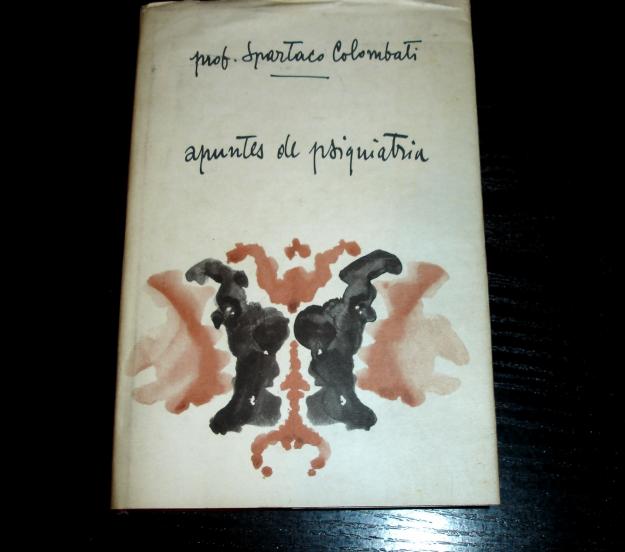 prof. Spartaco Colombati
apuntes de psiquiatria